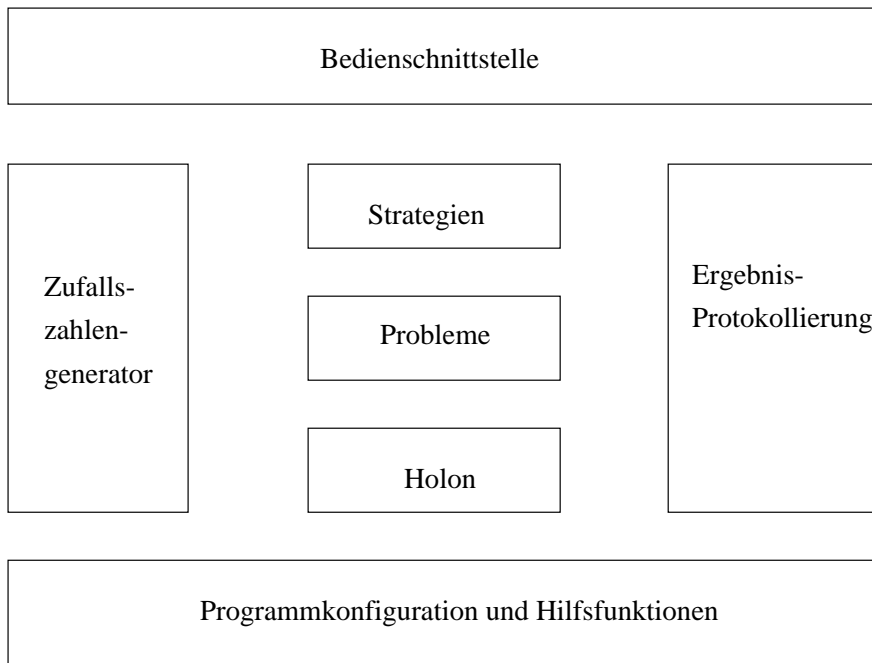 Bedienschnittstelle
Strategien
Zufalls-
zahlen-
generator
Probleme
Ergebnis-
Protokollierung
Holon
Programmkonfiguration und Hilfsfunktionen